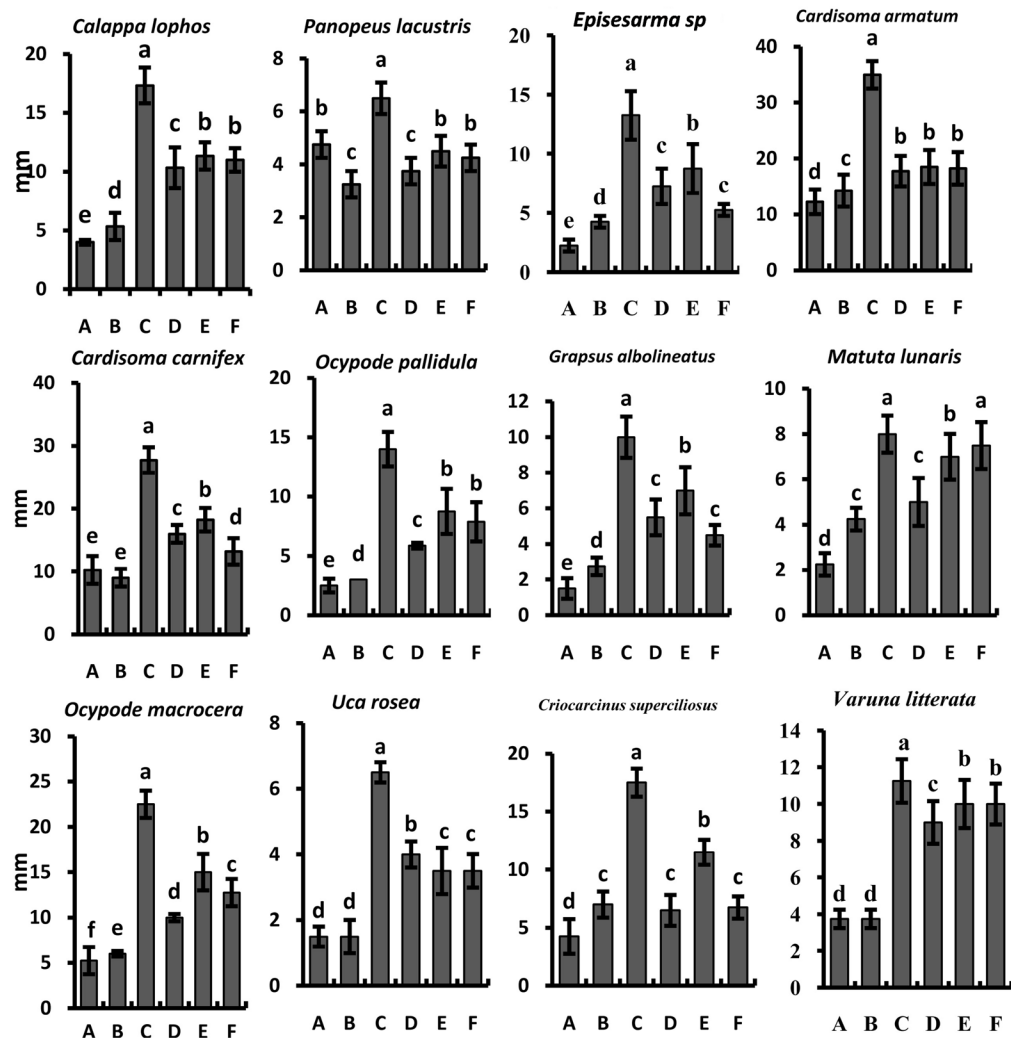 Calappa lophos
20
15
10
5
0
mm
e d a c b b
A B C D E F
Panopeus lacustris
8
6
4
2
0
b c a c b b
A B C D E F
Episesarma sp
20
15
10
5
0
e d a c b c
A B C D E F
Cardisoma armatum
40
30
20
10
0
d c a b b b
A B C D E F
Cardisoma carnifex
40
30
20
10
0
mm
e e a c b d
A B C D E F
Ocypode pallidula
20
15
10
5
0
e d a c b b
A B C D E F
Grapsus albolineatus
12
10
8
6
4
2
0
e d a c b c
A B C D E F
Matuta lunaris
10
8
6
4
2
0
d c a c b a
A B C D E F
Ocypode macrocera
30
25
20
15
10
5
0
mm
f e a d b c
A B C D E F
Uca rosea
8
6
4
2
0
d d a b c c
A B C D E F
Criocarcinus superciliosus
20
15
10
5
0
d c a c b c
A B C D E F
Varuna litterata
14
12
10
8
6
4
2
0
d d a c b b
A B C D E F